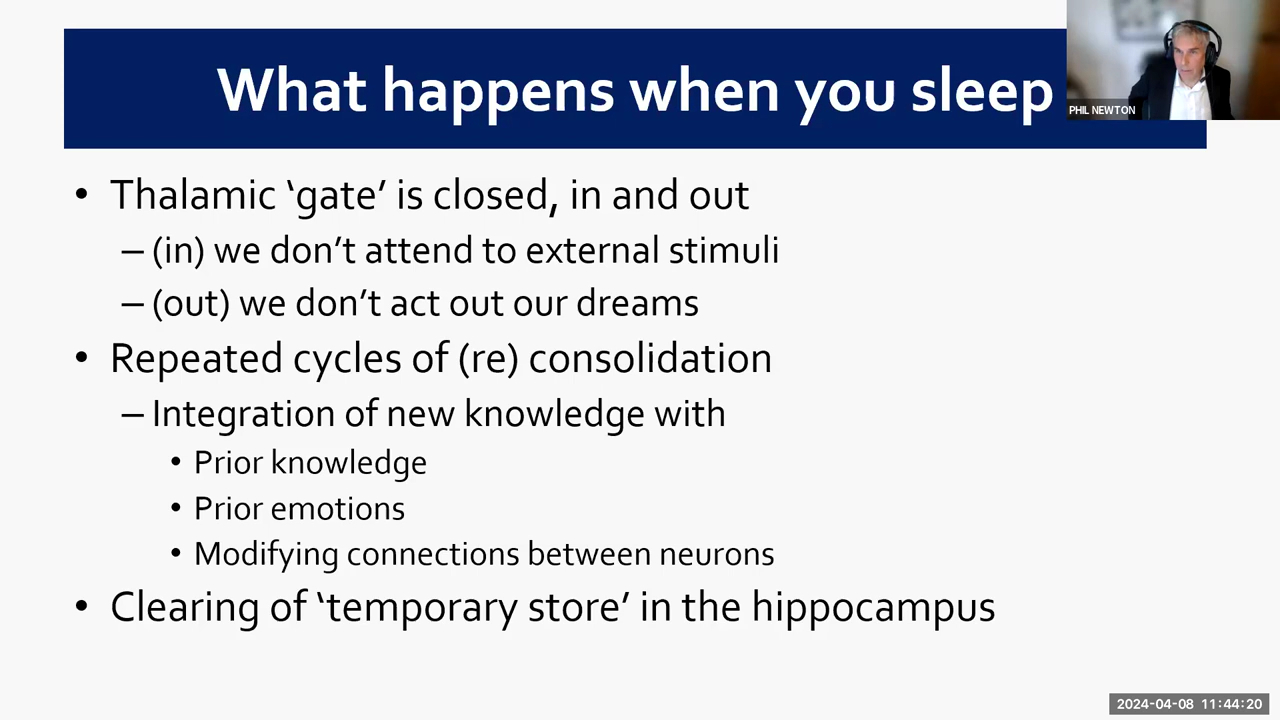 What happens when you sleep
PHIL NEWTON
• Thalamic ‘gate’ is closed, in and out
– (in) we don’t attend to external stimuli
– (out) we don’t act out our dreams
• Repeated cycles of (re) consolidation
– Integration of new knowledge with
• Prior knowledge
• Prior emotions
• Modifying connections between neurons
• Clearing of ‘temporary store’ in the hippocampus
2024-04-08 11:44:20